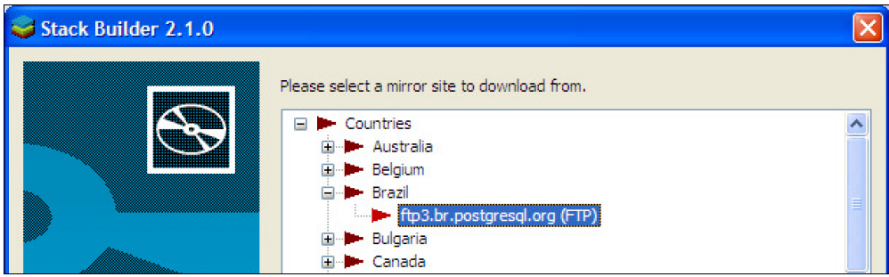 Stack Builder 2.1.0
Please select a mirror site to download from.
Countries
Australia
Belgium
Brazil
ftp3.br.postgresql.org (FTP)
Bulgaria
Canada